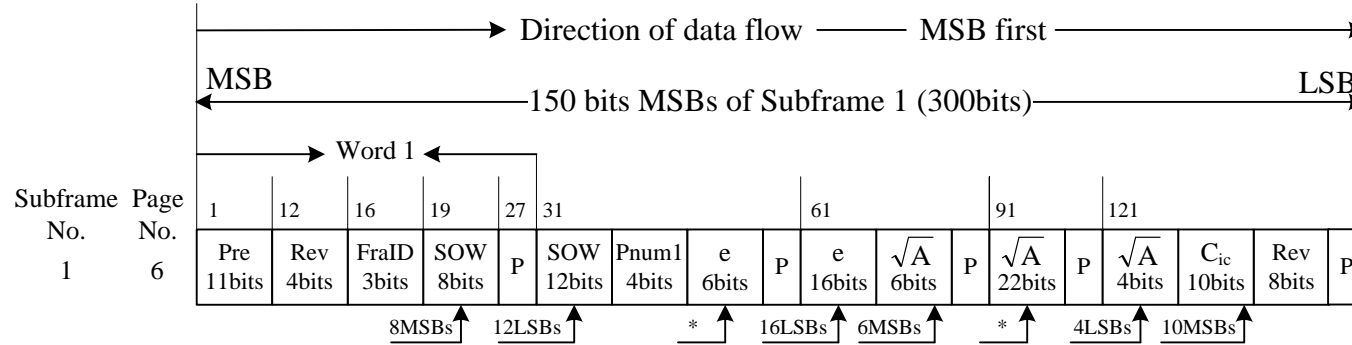 Direction of data flow MSB first
MSB LSB
150 bits MSBs of Subframe 1 (300bits)
Word 1
Subframe No. Page No.
1 12 16 19 27 31 61 91 121
1 6
Pre 11bits Rev 4bits FraID 3bits SOW 8bits P SOW 12bits Pnum1 4bits e 6bits P e 16bits √A 6bits P √A 22bits P √A 4bits Cic 10bits Rev 8bits P
8MSBs 12LSBs * 16LSBs 6MSBs * 4LSBs 10MSBs